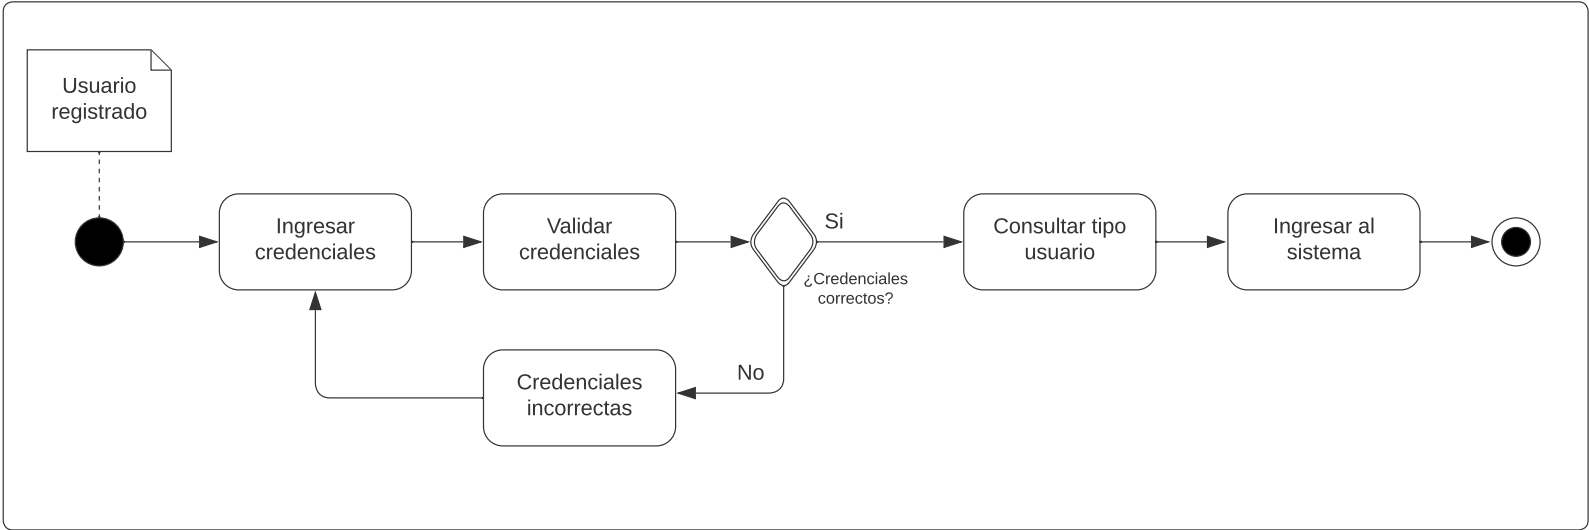 Usuario
registrado
Ingresar
credenciales
Validar
credenciales
Si
¿Credenciales
correctos?
Consultar tipo
usuario
Ingresar al
sistema
No
Credenciales
incorrectas